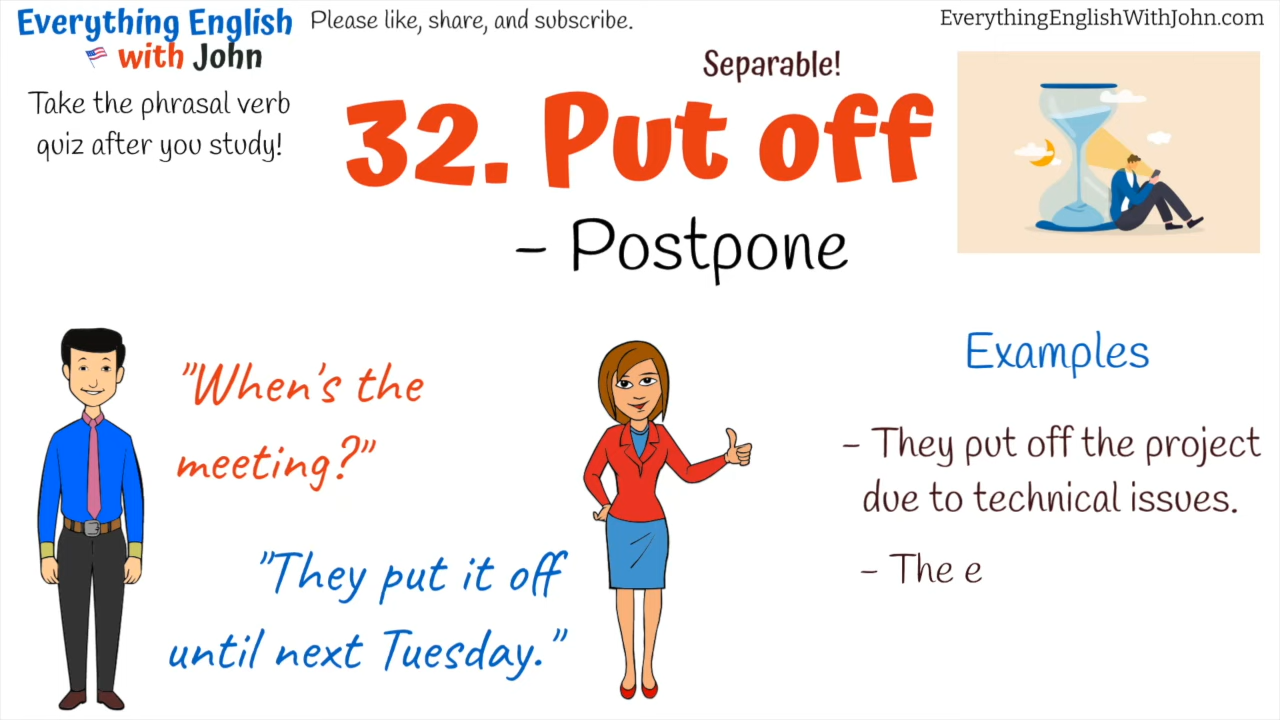 Everything English
with John
Please like, share, and subscribe.
EverythingEnglishWithJohn.com
Take the phrasal verb
quiz after you study!
Separable!
32. Put off
- Postpone
"When's the
meeting?"
"They put it off
until next Tuesday."
Examples
- They put off the project
due to technical issues.
- The e